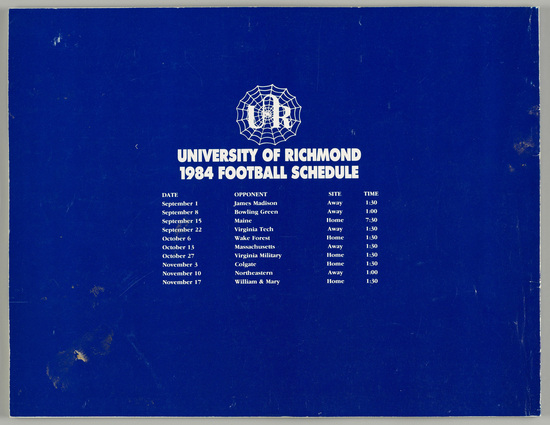 UR
UNIVERSITY OF RICHMOND
1984 FOOTBALL SCHEDULE
DATE OPPONENT SITE TIME
September 1 James Madison Away 1:30
September 8 Bowling Green Away 1:00
September 15 Maine Home 7:30
September 22 Virginia Tech Away 1:30
October 6 Wake Forest Home 1:30
October 13 Massachusetts Away 1:30
October 27 Virginia Military Home 1:30
November 3 Colgate Home 1:30
November 10 Northeastern Away 1:00
November 17 William & Mary Home 1:30